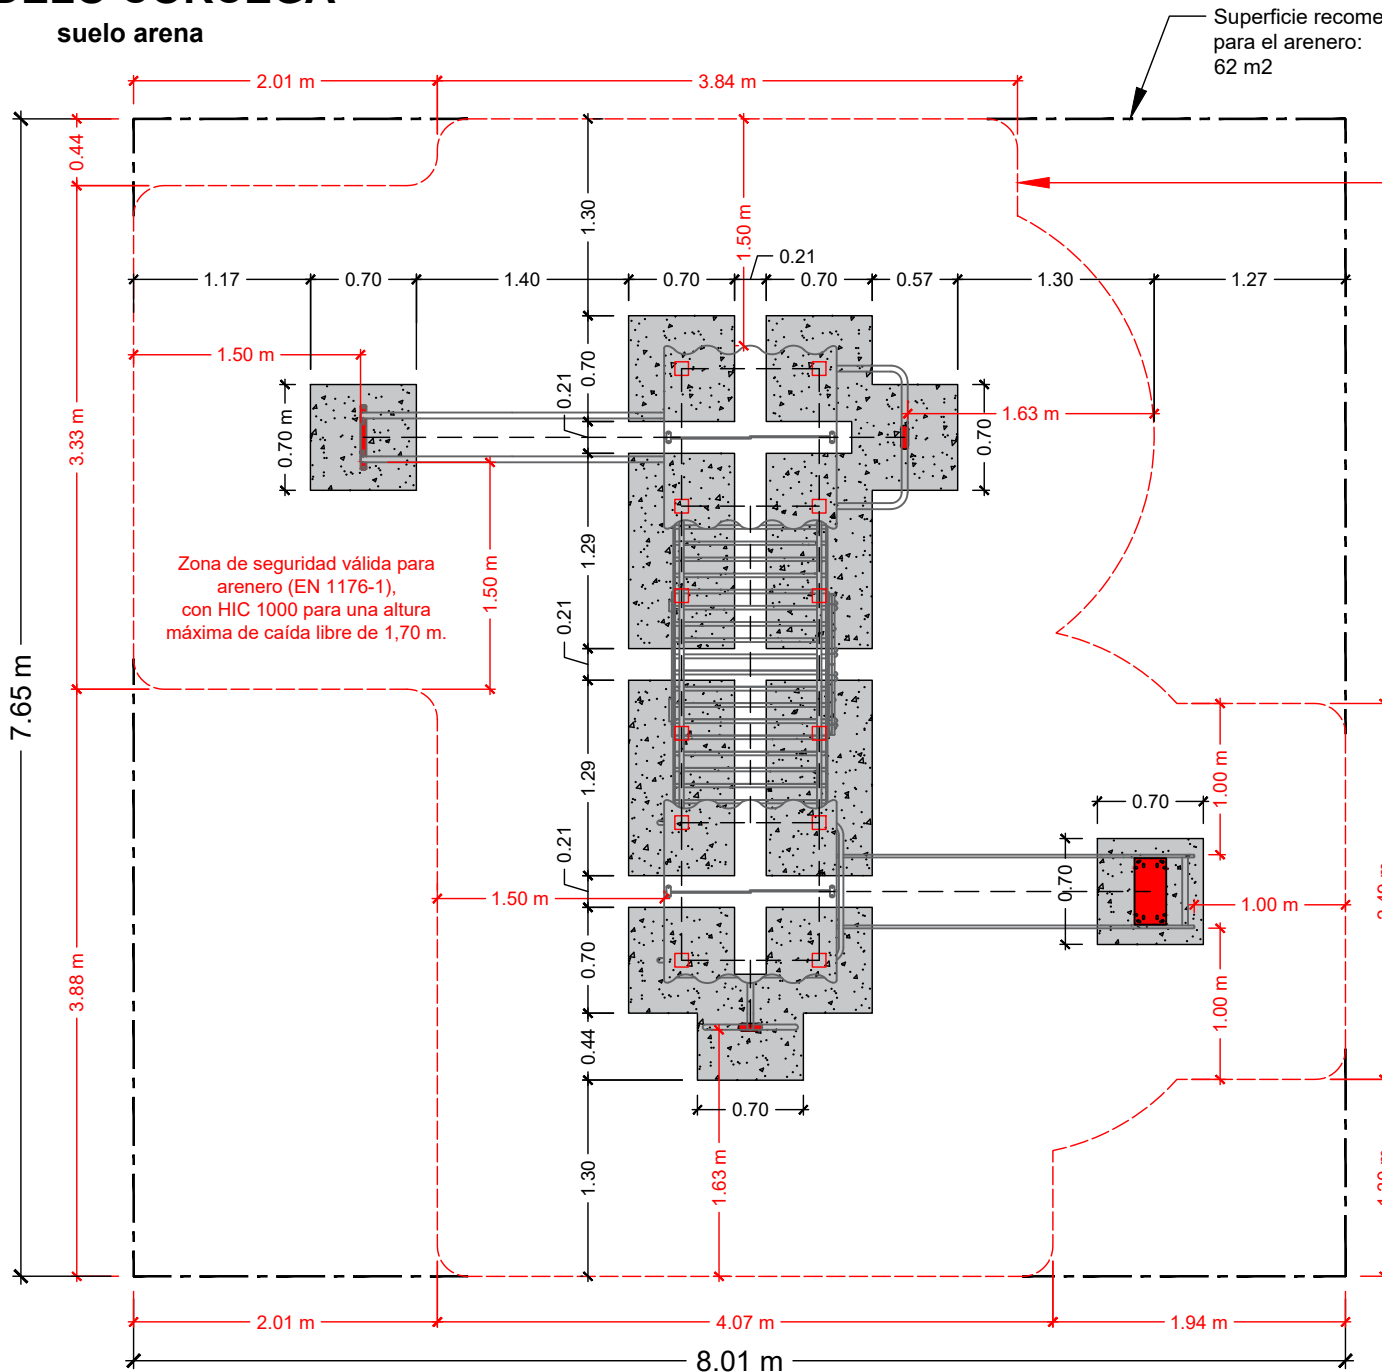 suelo arena
Superficie recome
para el arenero:
62 m2
2.01 m
3.84 m
0.44
1.30
1.50 m
0.21
1.17
0.70
1.40
0.70
0.70
0.57
1.30
1.27
1.50 m
0.70
0.21
3.33 m
0.70 m
1.63 m
0.70
Zona de seguridad válida para
arenero (EN 1176-1),
con HIC 1000 para una altura
máxima de caída libre de 1,70 m.
1.50 m
1.29
0.21
7.65 m
1.29
1.00 m
0.70
0.21
0.70
1.50 m
1.00 m
0.70
3.88 m
1.00 m
0.44
0.70
1.63 m
1.30
2.01 m
4.07 m
1.94 m
8.01 m